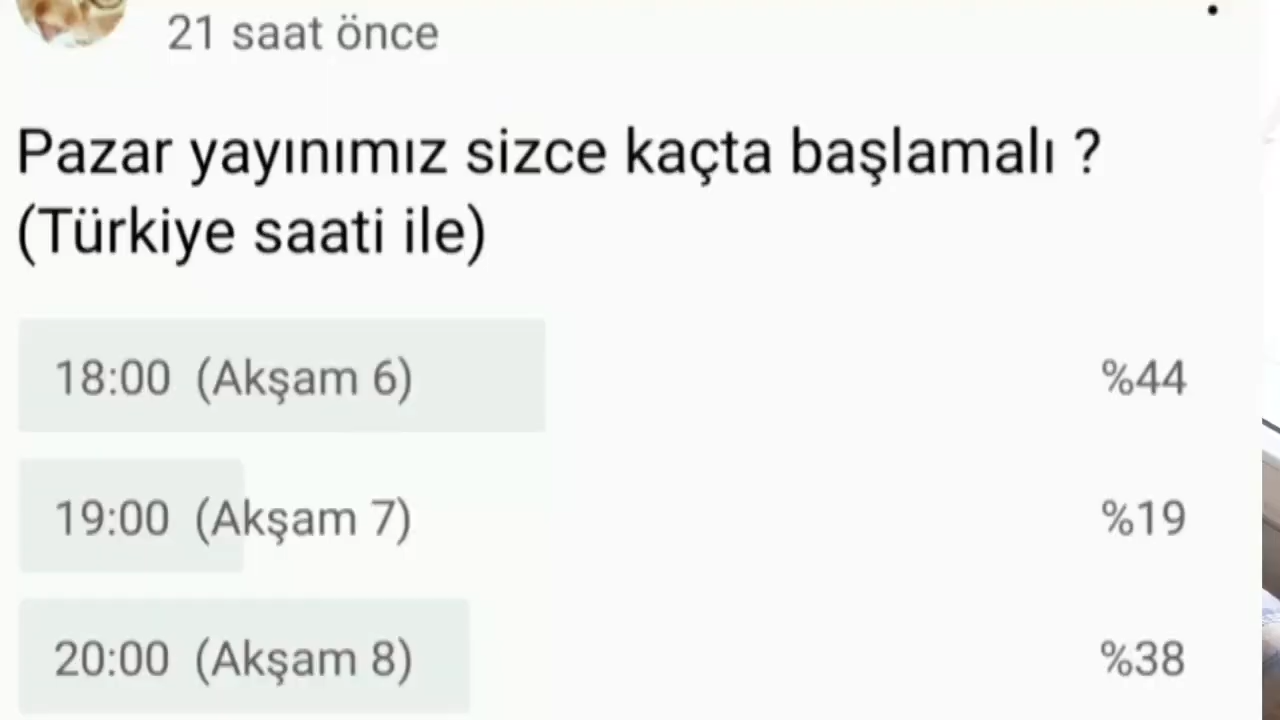 21 saat önce
Pazar yayınımız sizce kaçta başlamalı ?
(Türkiye saati ile)
18:00 (Akşam 6) %44
19:00 (Akşam 7) %19
20:00 (Akşam 8) %38